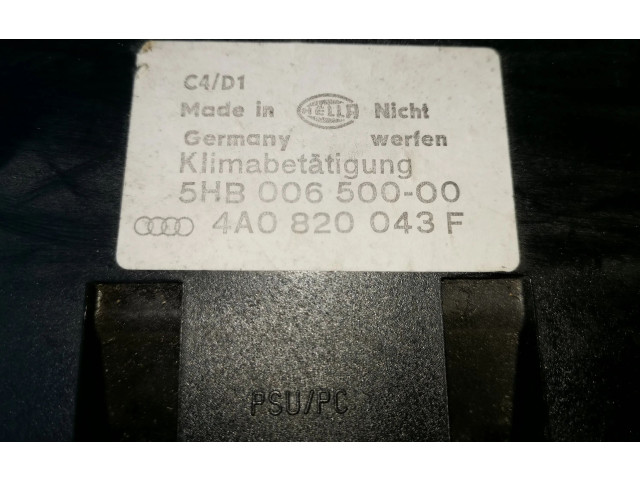 C4/D1
Made in HELLA Nicht
Germany werfen
Klimabetätigung
5HB 006 500-00
4A0 820 043 F
PSU/PC